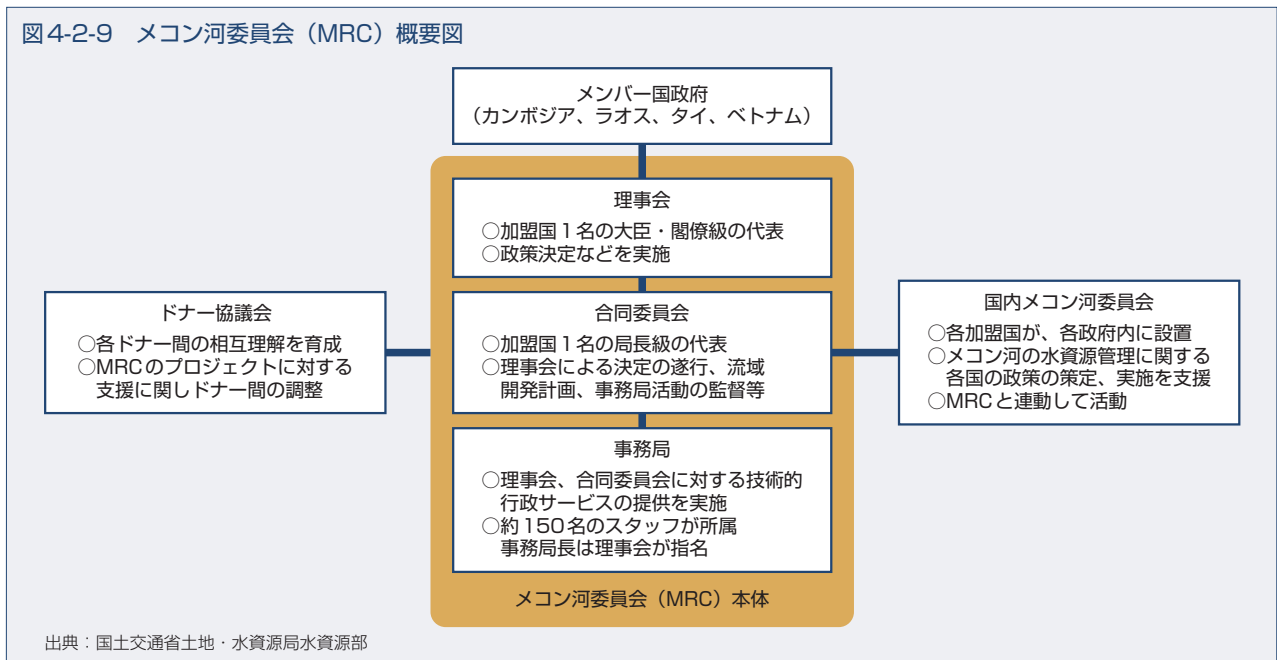 図4-2-9 メコン河委員会（MRC）概要図
メンバー国政府
（カンボジア、ラオス、タイ、ベトナム）
理事会
○加盟国1名の大臣・閣僚級の代表
○政策決定などを実施
ドナー協議会
○各ドナー間の相互理解を育成
○MRCのプロジェクトに対する
支援に関しドナー間の調整
合同委員会
○加盟国1名の局長級の代表
○理事会による決定の遂行、流域
開発計画、事務局活動の監督等
国内メコン河委員会
○各加盟国が、各政府内に設置
○メコン河の水資源管理に関する
各国の政策の策定、実施を支援
○MRCと連動して活動
事務局
○理事会、合同委員会に対する技術的
行政サービスの提供を実施
○約150名のスタッフが所属
事務局長は理事会が指名
メコン河委員会（MRC）本体
出典：国土交通省土地・水資源局水資源部